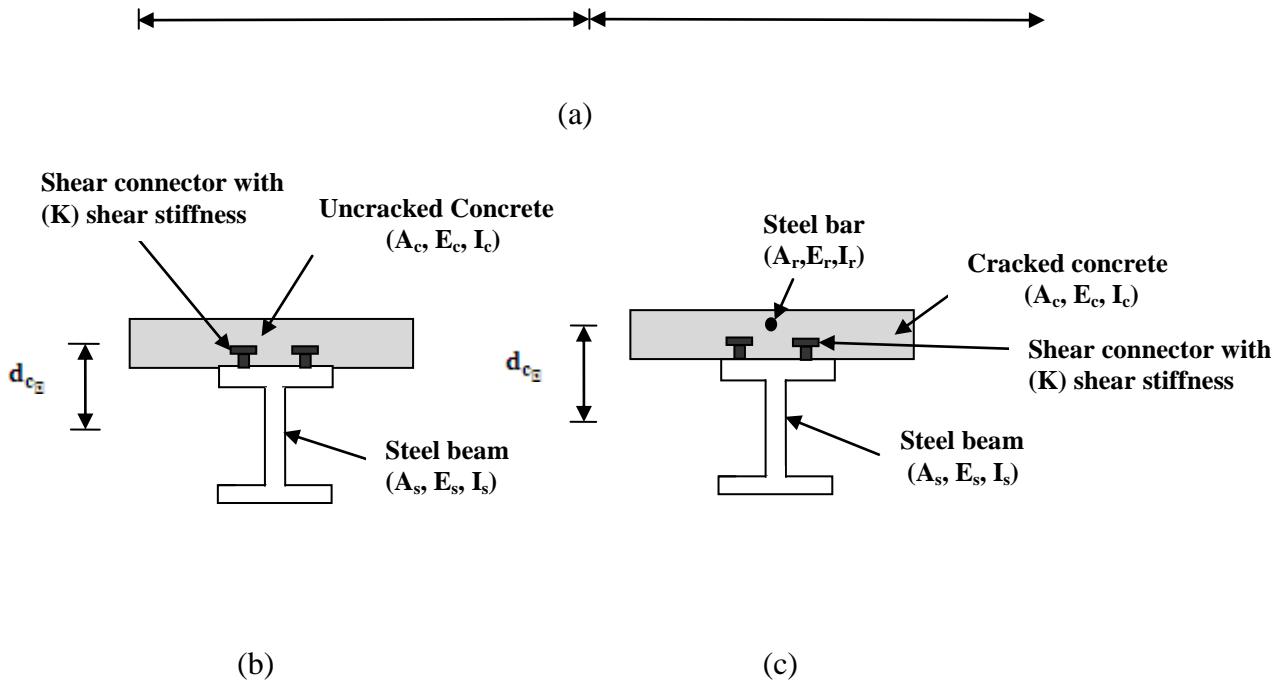 (a)
Shear connector with
(K) shear stiffness
Uncracked Concrete
(Ac, Ec, Ic)
dc
Steel beam
(As, Es, Is)
(b)
Steel bar
(Ar,Er,Ir)
Cracked concrete
(Ac, Ec, Ic)
Shear connector with
(K) shear stiffness
dc
Steel beam
(As, Es, Is)
(c)